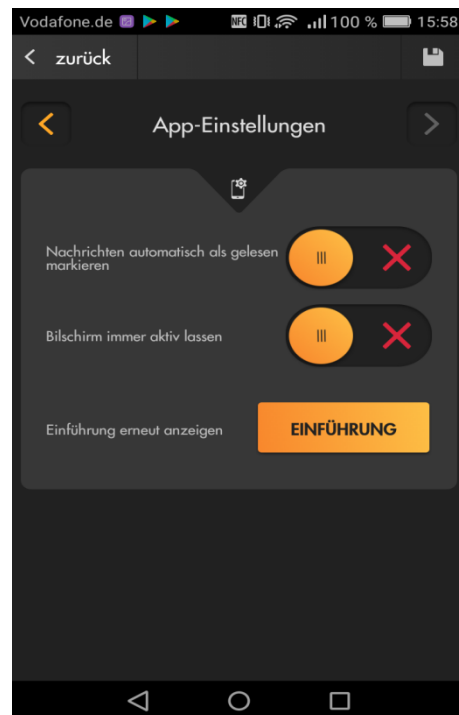 Vodafone.de NFC 100 % 15:58
zurück
App-Einstellungen
Nachrichten automatisch als gelesen
markieren
Bilschirm immer aktiv lassen
Einführung erneut anzeigen EINFÜHRUNG